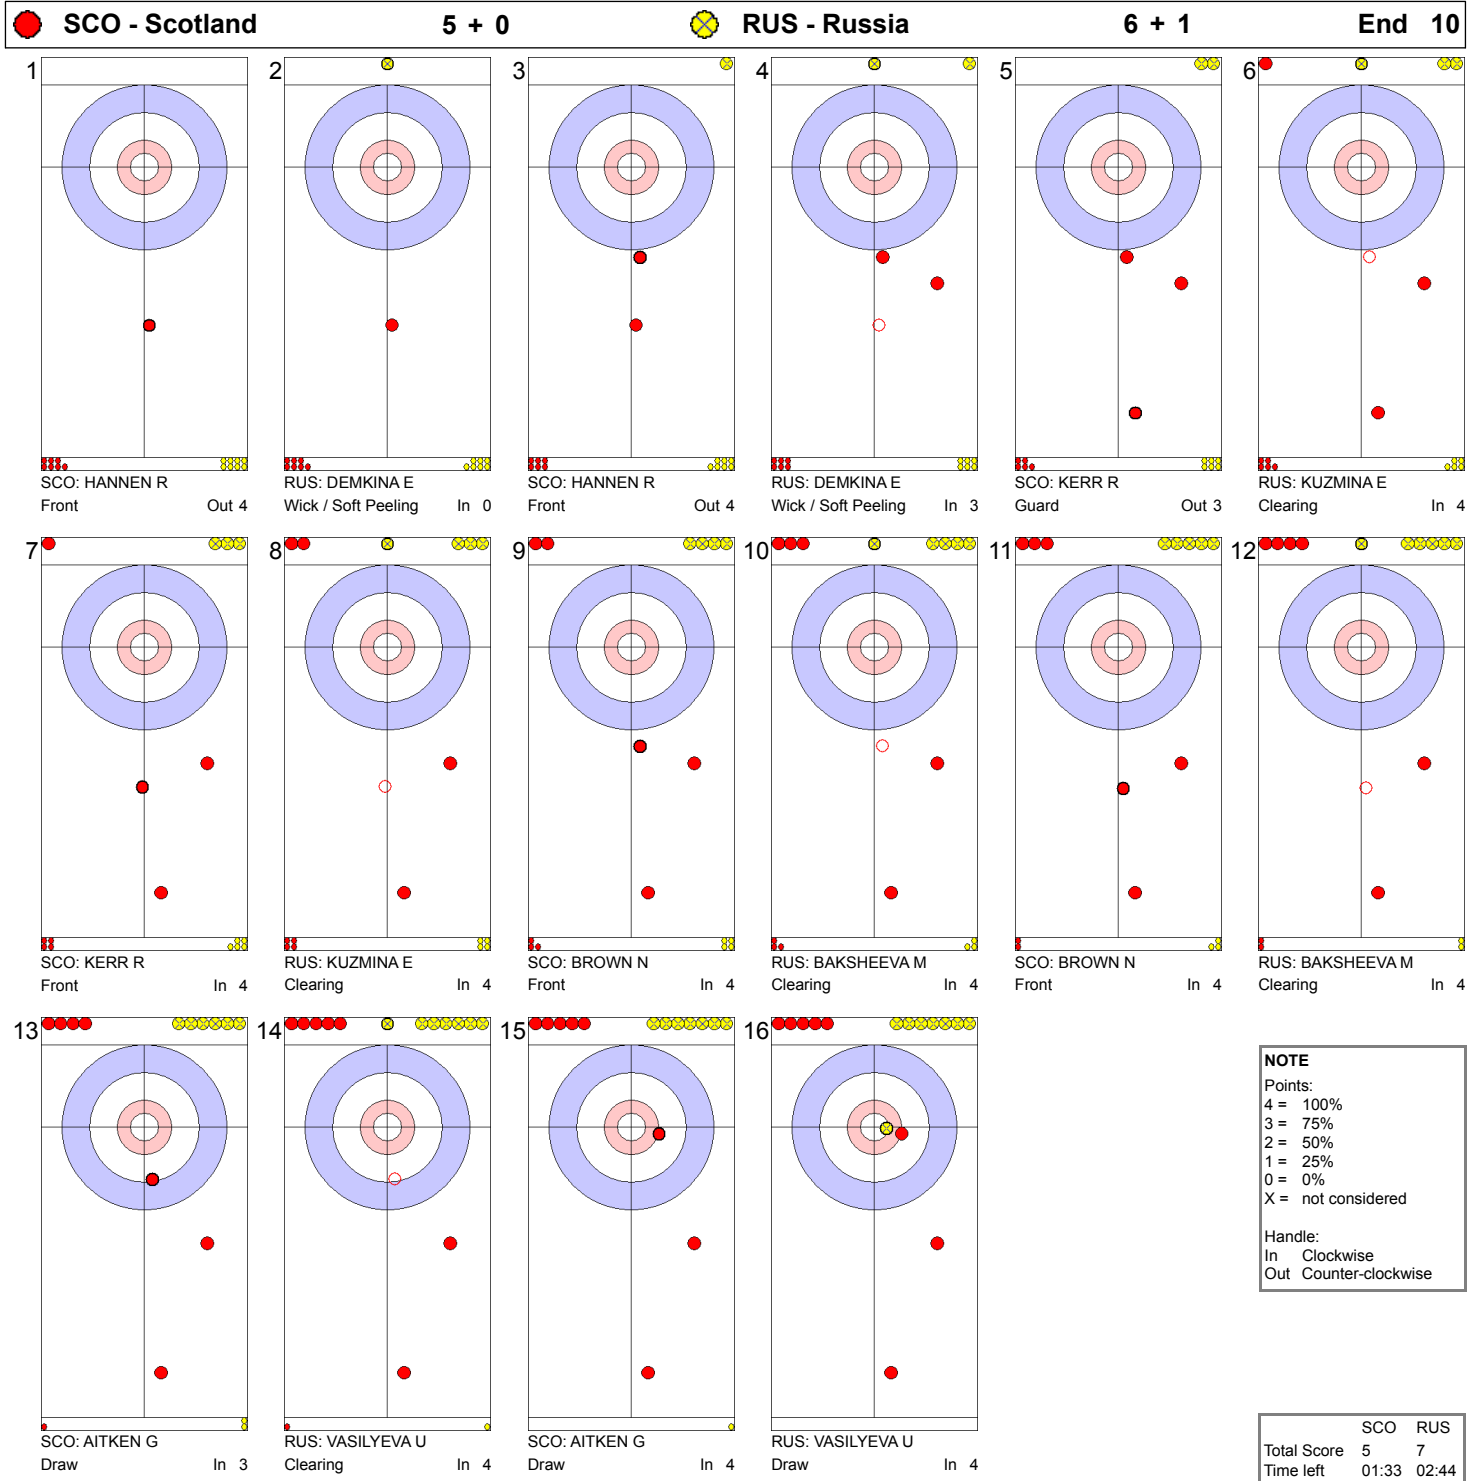 SCO - Scotland 5 + 0 RUS - Russia 6 + 1 End 10
1 2 3 4 5 6
SCO: HANNEN R RUS: DEMKINA E SCO: HANNEN R RUS: DEMKINA E SCO: KERR R RUS: KUZMINA E
Front Out 4 Wick / Soft Peeling In 0 Front Out 4 Wick / Soft Peeling In 3 Guard Out 3 Clearing In 4
7 8 9 10 11 12
SCO: KERR R RUS: KUZMINA E SCO: BROWN N RUS: BAKSHEEVA M SCO: BROWN N RUS: BAKSHEEVA M
Front In 4 Clearing In 4 Front In 4 Clearing In 4 Front In 4 Clearing In 4
13 14 15 16
SCO: AITKEN G RUS: VASILYEVA U SCO: AITKEN G RUS: VASILYEVA U
Draw In 3 Clearing In 4 Draw In 4 Draw In 4
NOTE
Points:
4 = 100%
3 = 75%
2 = 50%
1 = 25%
0 = 0%
X = not considered
Handle:
In Clockwise
Out Counter-clockwise
SCO RUS
Total Score 5 7
Time left 01:33 02:44